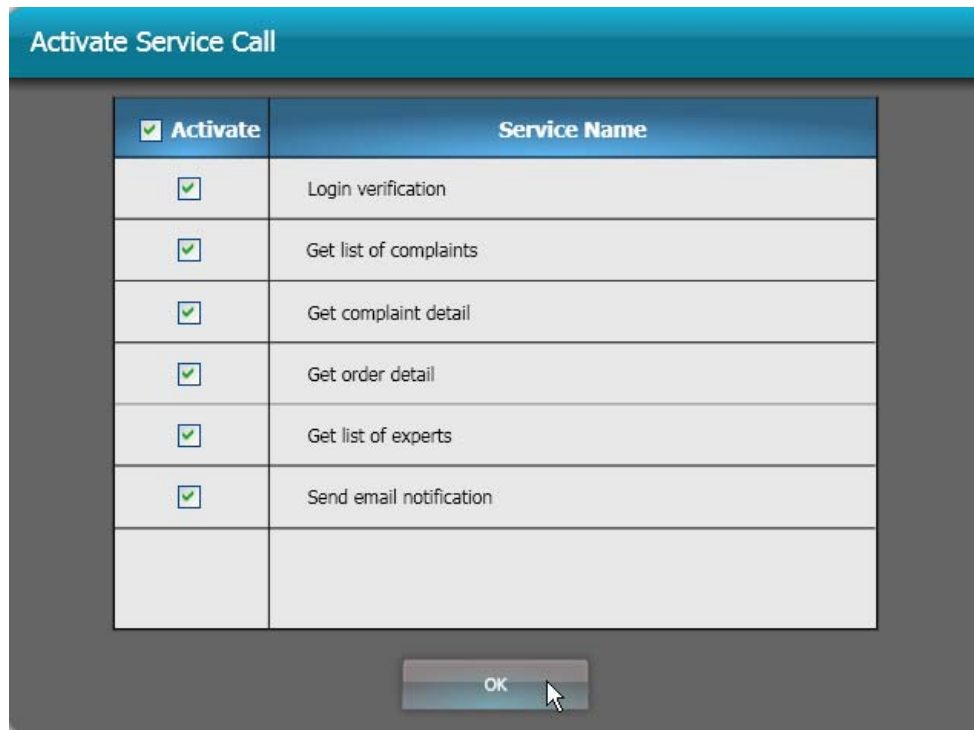 Activate Service Call
Activate Service Name
Login verification
Get list of complaints
Get complaint detail
Get order detail
Get list of experts
Send email notification
OK